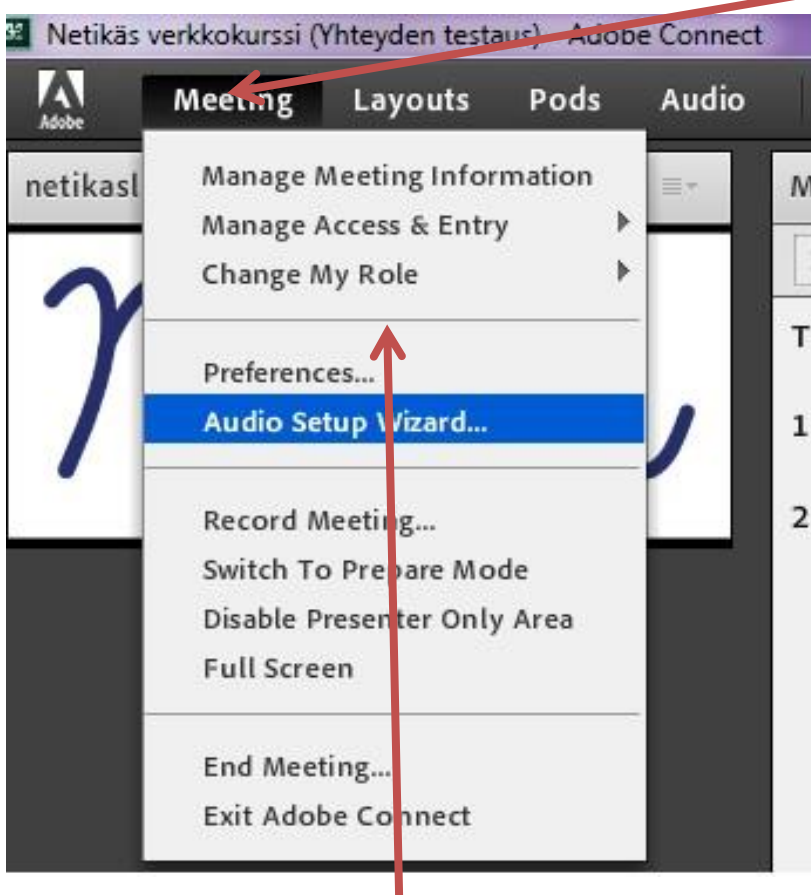 Netikäs verkkokurssi (Yhteyden testaus) - Adobe Connect
Adobe
Meeting Layouts Pods Audio
netikasl
Manage Meeting Information
Manage Access & Entry
Change My Role
T
Preferences...
Audio Setup Wizard...
1
Record Meeting...
2
Switch To Prepare Mode
Disable Presenter Only Area
Full Screen
End Meeting...
Exit Adobe Connect